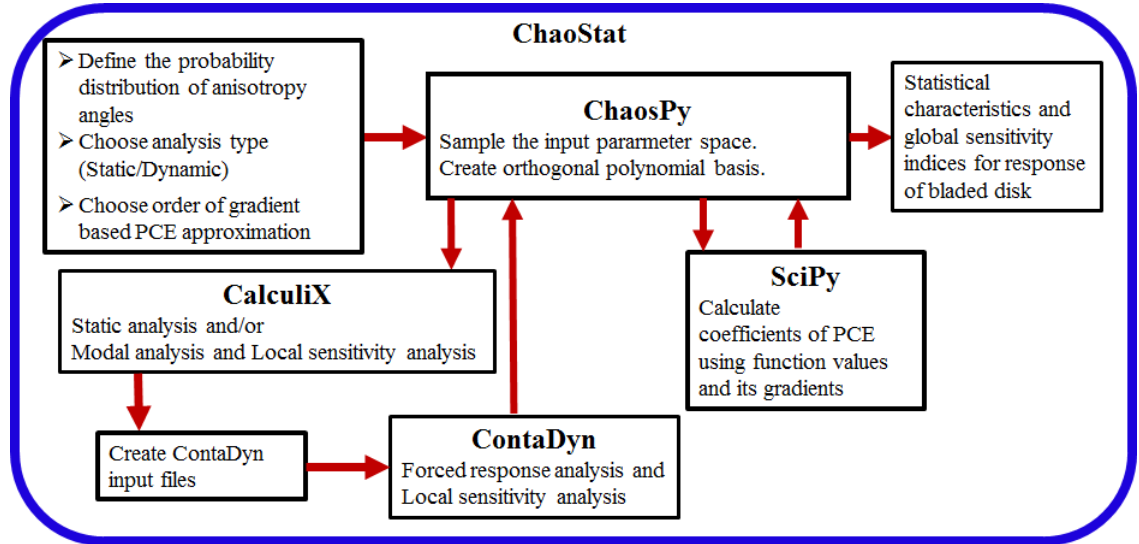 ChaoStat
➢ Define the probability
distribution of anisotropy
angles
➢ Choose analysis type
(Static/Dynamic)
➢ Choose order of gradient
based PCE approximation
ChaosPy
Sample the input pararmeter space.
Create orthogonal polynomial basis.
Statistical
characteristics and
global sensitivity
indices for response
of bladed disk
CalculiX
Static analysis and/or
Modal analysis and Local sensitivity analysis
SciPy
Calculate
coefficients of PCE
using function values
and its gradients
Create ContaDyn
input files
ContaDyn
Forced response analysis and
Local sensitivity analysis